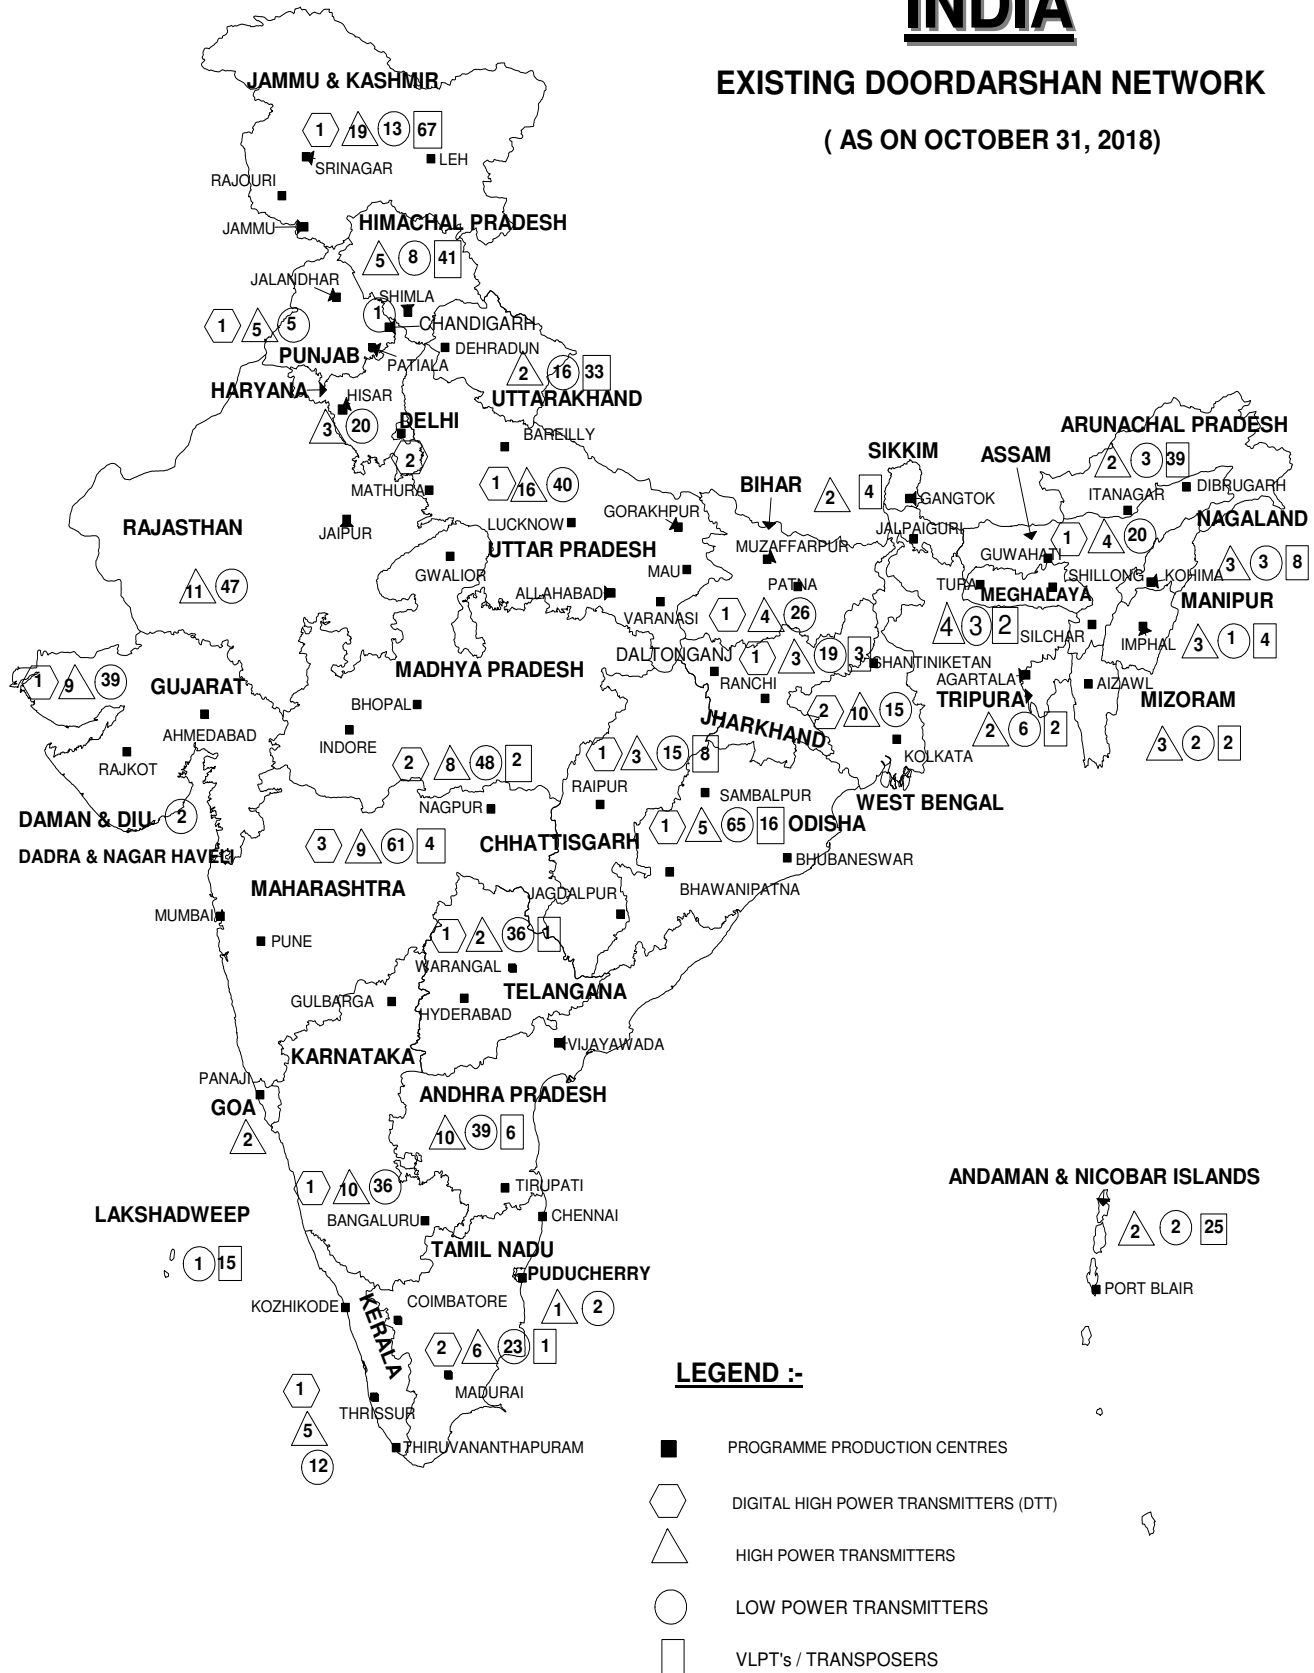 INDIA
EXISTING DOORDARSHAN NETWORK
( AS ON OCTOBER 31, 2018)
JAMMU & KASHMIR
1 19 13 67
SRINAGAR
LEH
RAJOURI
JAMMU
HIMACHAL PRADESH
5 8 41
JALANDHAR
SHIMLA
1 5 5
1
CHANDIGARH
PUNJAB
PATIALA
DEHRADUN
2 16 33
UTTARAKHAND
HARYANA
HISAR
3 20
DELHI
2
BAREILLY
MATHURA
1 16 40
LUCKNOW
GORAKHPUR
UTTAR PRADESH
MAU
ALLAHABAD
VARANASI
RAJASTHAN
JAIPUR
11 47
GWALIOR
BIHAR
MUZAFFARPUR
PATNA
1 4 26
SIKKIM
2 4
GANGTOK
JALPAIGURI
ASSAM
ARUNACHAL PRADESH
2 3 39
ITANAGAR
DIBRUGARH
NAGALAND
1 4 20
GUWAHATI
3 3 8
TURA
SHILLONG
KOHIMA
MEGHALAYA
4 3 2
MANIPUR
SILCHAR
IMPHAL
3 1 4
AGARTALA
TRIPURA
2 6 2
AIZAWL
MIZORAM
3 2 2
DALTONGANJ
1 3 19 3
RANCHI
JHARKHAND
SHANTINIKETAN
2 10 15
KOLKATA
WEST BENGAL
1 9 39
GUJARAT
AHMEDABAD
RAJKOT
MADHYA PRADESH
BHOPAL
INDORE
2 8 48 2
1 3 15 8
RAIPUR
CHHATTISGARH
JAGDALPUR
SAMBALPUR
1 5 65 16
ODISHA
BHUBANESWAR
BHAWANIPATNA
DAMAN & DIU
2
DADRA & NAGAR HAVELI
NAGPUR
3 9 61 4
MAHARASHTRA
MUMBAI
PUNE
1 2 36 1
WARANGAL
TELANGANA
HYDERABAD
GULBARGA
KARNATAKA
VIJAYAWADA
PANAJI
GOA
2
ANDHRA PRADESH
10 39 6
1 10 36
TIRUPATI
BANGALURU
CHENNAI
LAKSHADWEEP
1 15
TAMIL NADU
PUDUCHERRY
1 2
KOZHIKODE
KERALA
COIMBATORE
2 6 23 1
MADURAI
1
THRISSUR
5
THIRUVANANTHAPURAM
12
ANDAMAN & NICOBAR ISLANDS
2 2 25
PORT BLAIR
LEGEND :-
PROGRAMME PRODUCTION CENTRES
DIGITAL HIGH POWER TRANSMITTERS (DTT)
HIGH POWER TRANSMITTERS
LOW POWER TRANSMITTERS
VLPT's / TRANSPOSERS